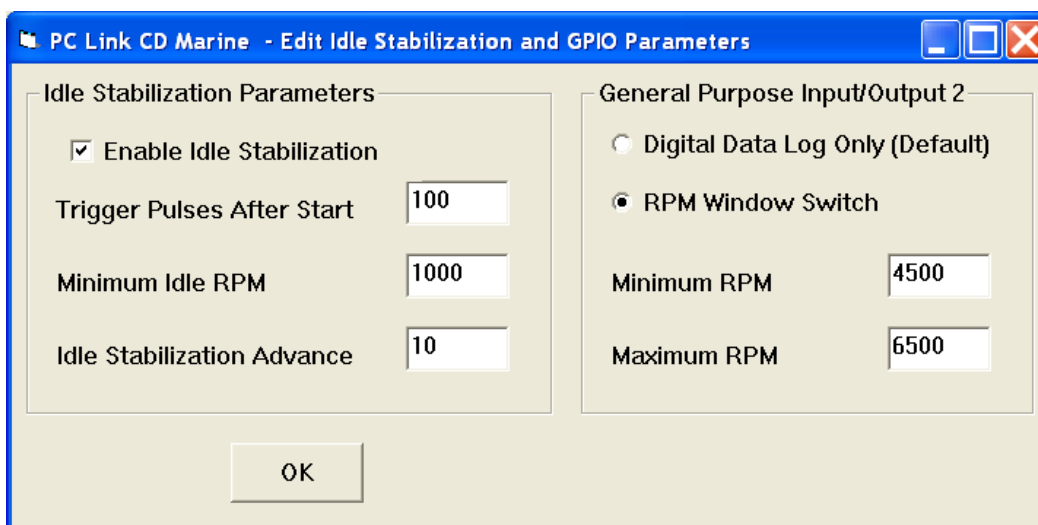 PC Link CD Marine - Edit Idle Stabilization and GPIO Parameters
Idle Stabilization Parameters
Enable Idle Stabilization
Trigger Pulses After Start 100
Minimum Idle RPM 1000
Idle Stabilization Advance 10
General Purpose Input/Output 2
Digital Data Log Only (Default)
RPM Window Switch
Minimum RPM 4500
Maximum RPM 6500
OK